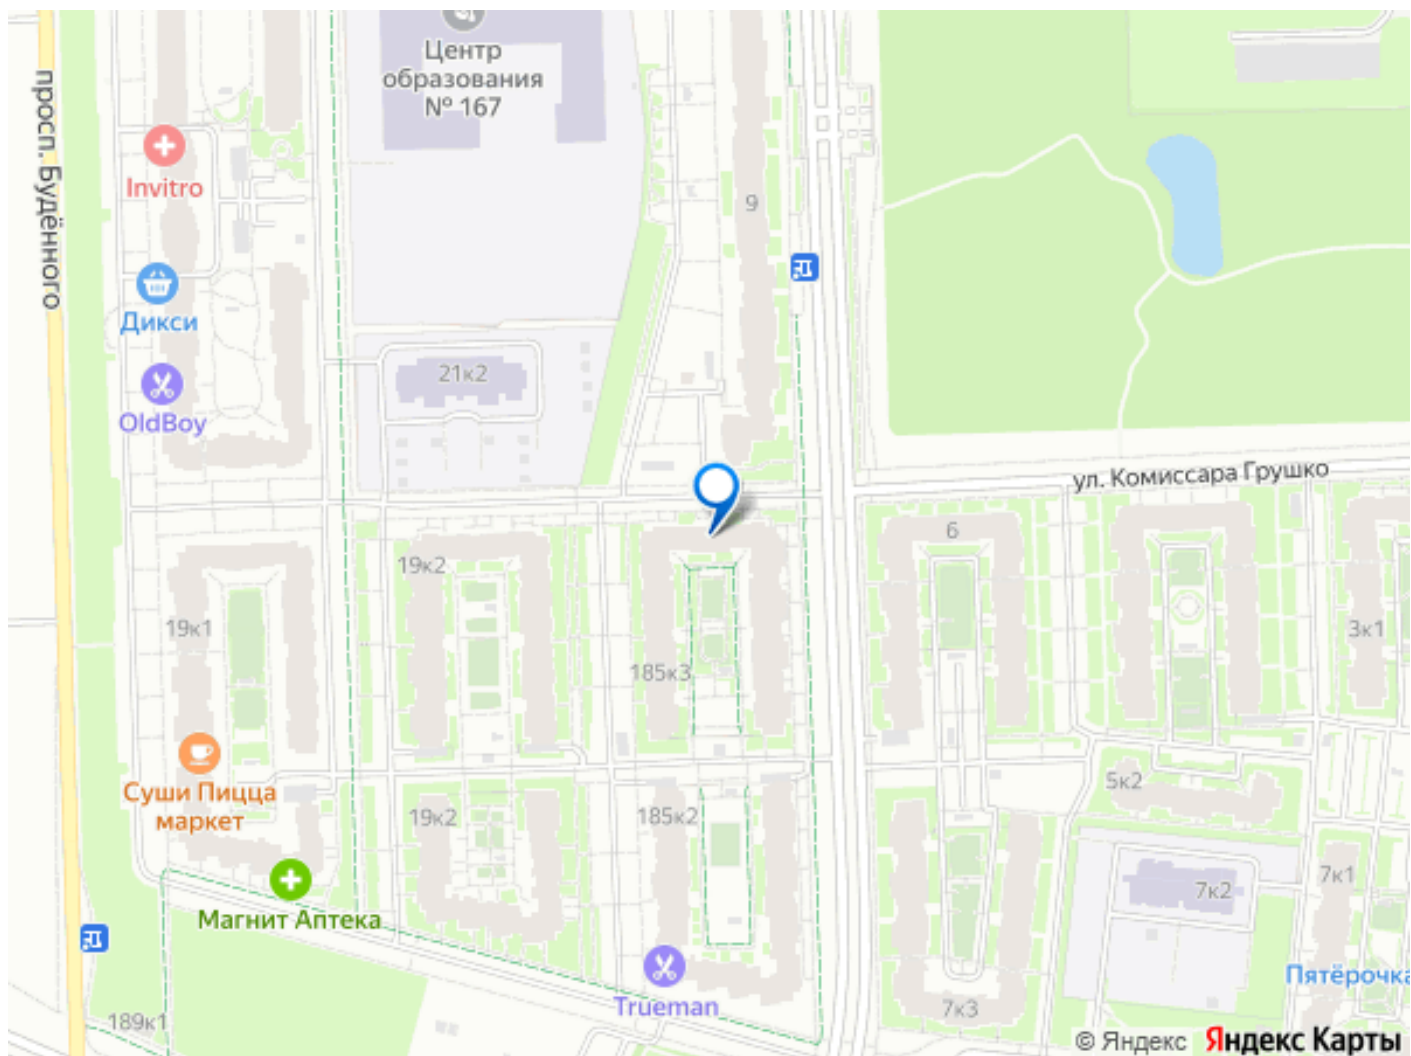 Центр
образования
№ 167
просп. Будённого
Invitro
9
Дикси
21к2
OldBoy
ул. Комиссара Грушко
6
19к2
19к1
3к1
185к3
5к2
Суши Пицца
маркет
19к2
185к2
7к1
7к2
Магнит Аптека
Пятёрочка
Trueman
7к3
189к1
© Яндекс Яндекс Карты